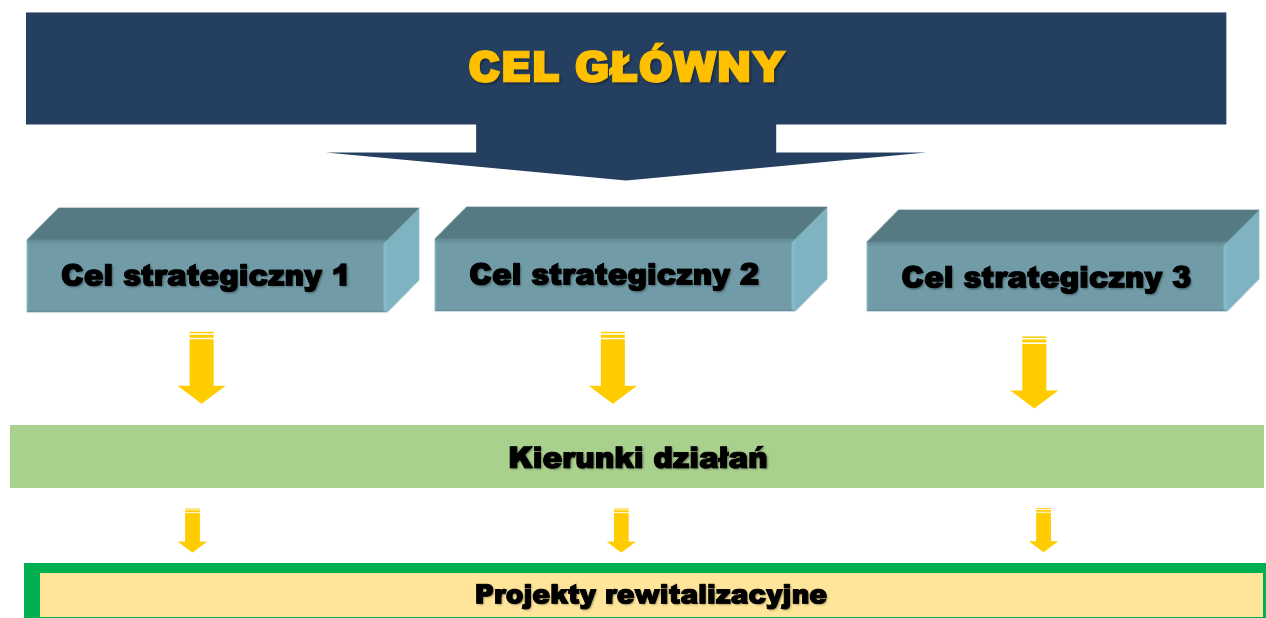 CEL GŁÓWNY
Cel strategiczny 1
Cel strategiczny 2
Cel strategiczny 3
Kierunki działań
Projekty rewitalizacyjne